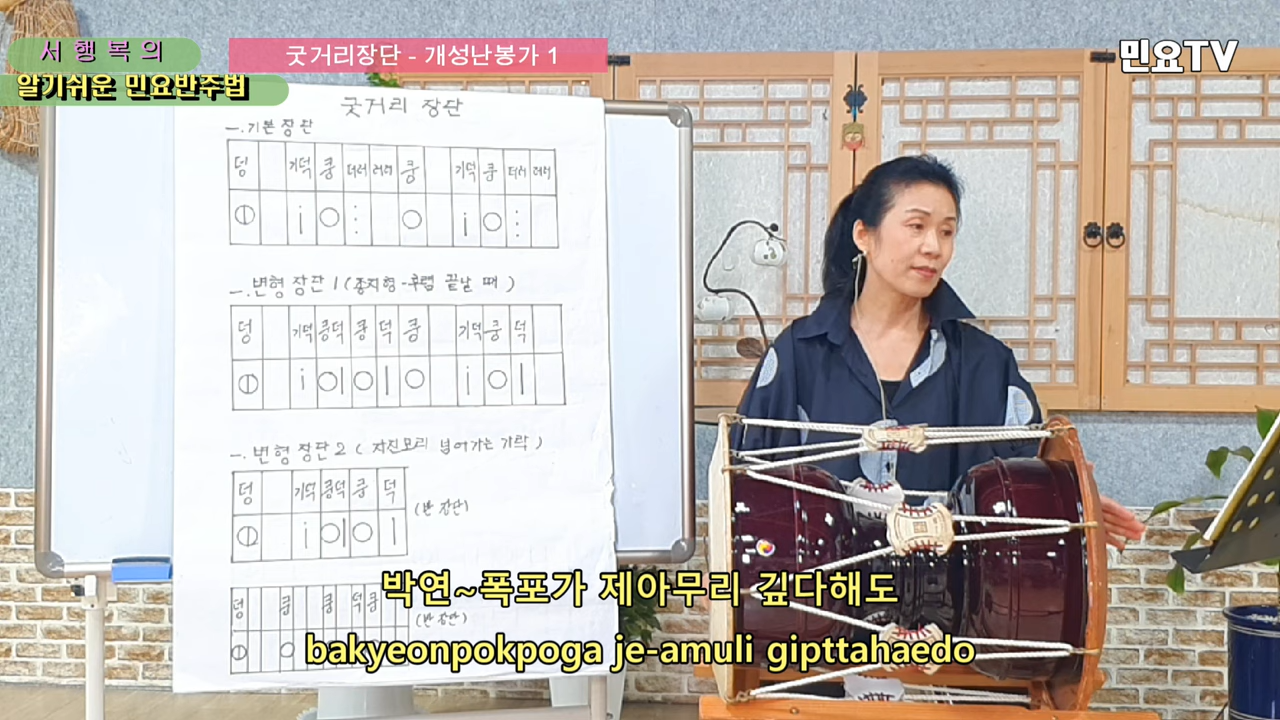 서행복의
알기쉬운 민요반주법
굿거리장단 - 개성난봉가 1
민요TV
굿거리 장단
一. 기본장단
덩 기덕 쿵 더러 러러 쿵 기덕 쿵 더러 러러
一. 변형 장단 1 (종지형-후렴 끝날 때)
덩 기덕 쿵덕 쿵 덕 쿵 기덕 쿵 덕
一. 변형 장단 2 ( 자진모리 넘어가는 가락 )
덩 기덕 쿵덕 쿵 덕
(반 장단)
덩 쿵 쿵 덕 쿵
(반 장단)
박연~폭포가 제아무리 깊다해도
bakyeonpokpoga je-amuli gipttahaedo